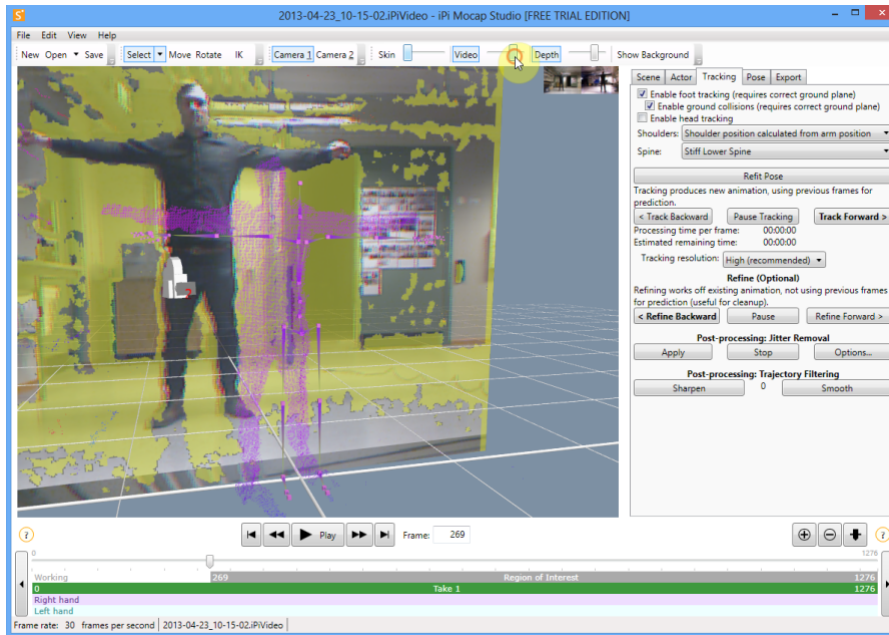 2013-04-23_10-15-02.iPiVideo - iPi Mocap Studio [FREE TRIAL EDITION]
File Edit View Help
New Open Save Select Move Rotate IK Camera 1 Camera 2 Skin Video Depth Show Background
Scene Actor Tracking Pose Export
Enable foot tracking (requires correct ground plane)
Enable ground collisions (requires correct ground plane)
Enable head tracking
Shoulders: Shoulder position calculated from arm position
Spine: Stiff Lower Spine
Refit Pose
Tracking produces new animation, using previous frames for
prediction.
< Track Backward Pause Tracking Track Forward >
Processing time per frame: 00:00:00
Estimated remaining time: 00:00:00
Tracking resolution: High (recommended)
Refine (Optional)
Refining works off existing animation, not using previous frames
for prediction (useful for cleanup).
< Refine Backward Pause Refine Forward >
Post-processing: Jitter Removal
Apply Stop Options...
Post-processing: Trajectory Filtering
Sharpen 0 Smooth
? Play Frame: 269 ?
0 1276
Working 269 Region of Interest 1276
0 Take 1 1276
Right hand
Left hand
Frame rate: 30 frames per second 2013-04-23_10-15-02.iPiVideo